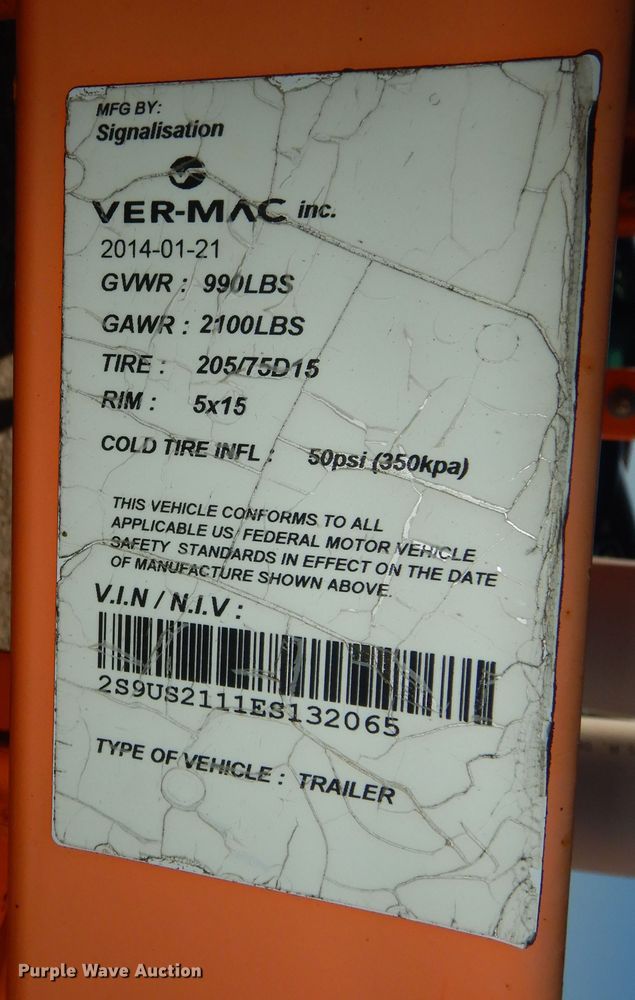 MFG BY:
Signalisation
VER-MAC inc.
2014-01-21
GVWR : 990LBS
GAWR : 2100LBS
TIRE : 205/75D15
RIM : 5x15
COLD TIRE INFL : 50psi (350kpa)
THIS VEHICLE CONFORMS TO ALL
APPLICABLE US FEDERAL MOTOR VEHICLE
SAFETY STANDARDS IN EFFECT ON THE DATE
OF MANUFACTURE SHOWN ABOVE.
V.I.N / N.I.V :
2S9US2111ES132065
TYPE OF VEHICLE : TRAILER
Purple Wave Auction